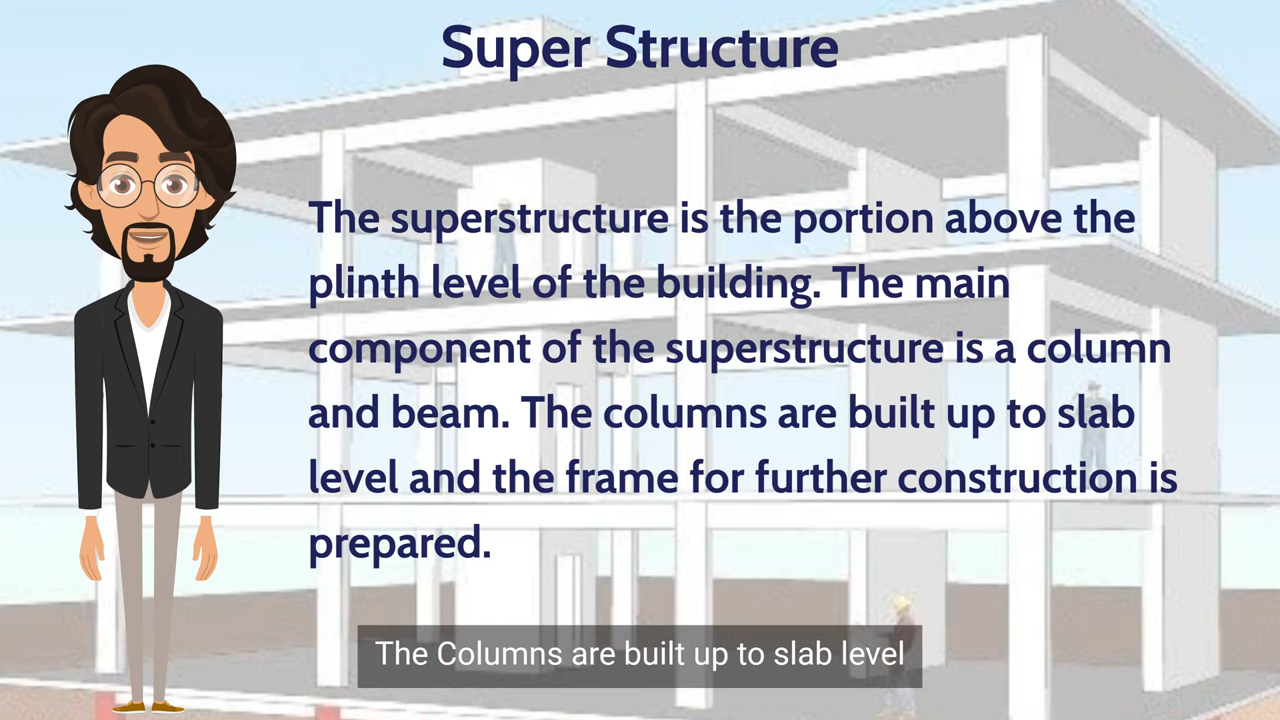 Super Structure
The superstructure is the portion above the
plinth level of the building. The main
component of the superstructure is a column
and beam. The columns are built up to slab
level and the frame for further construction is
prepared.
The Columns are built up to slab level